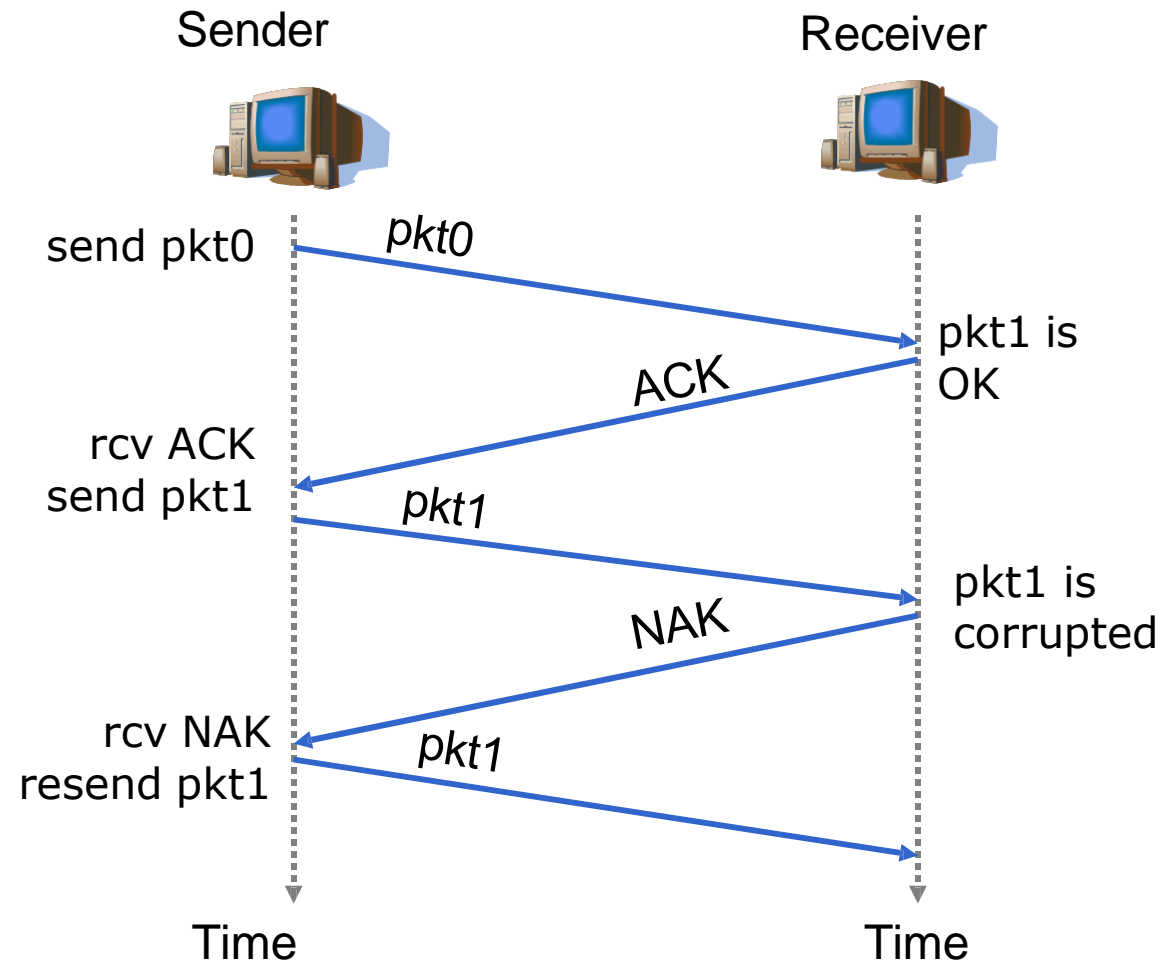 Sender
Receiver
send pkt0
pkt0
pkt1 is
OK
ACK
rcv ACK
send pkt1
pkt1
pkt1 is
corrupted
NAK
rcv NAK
resend pkt1
pkt1
Time
Time